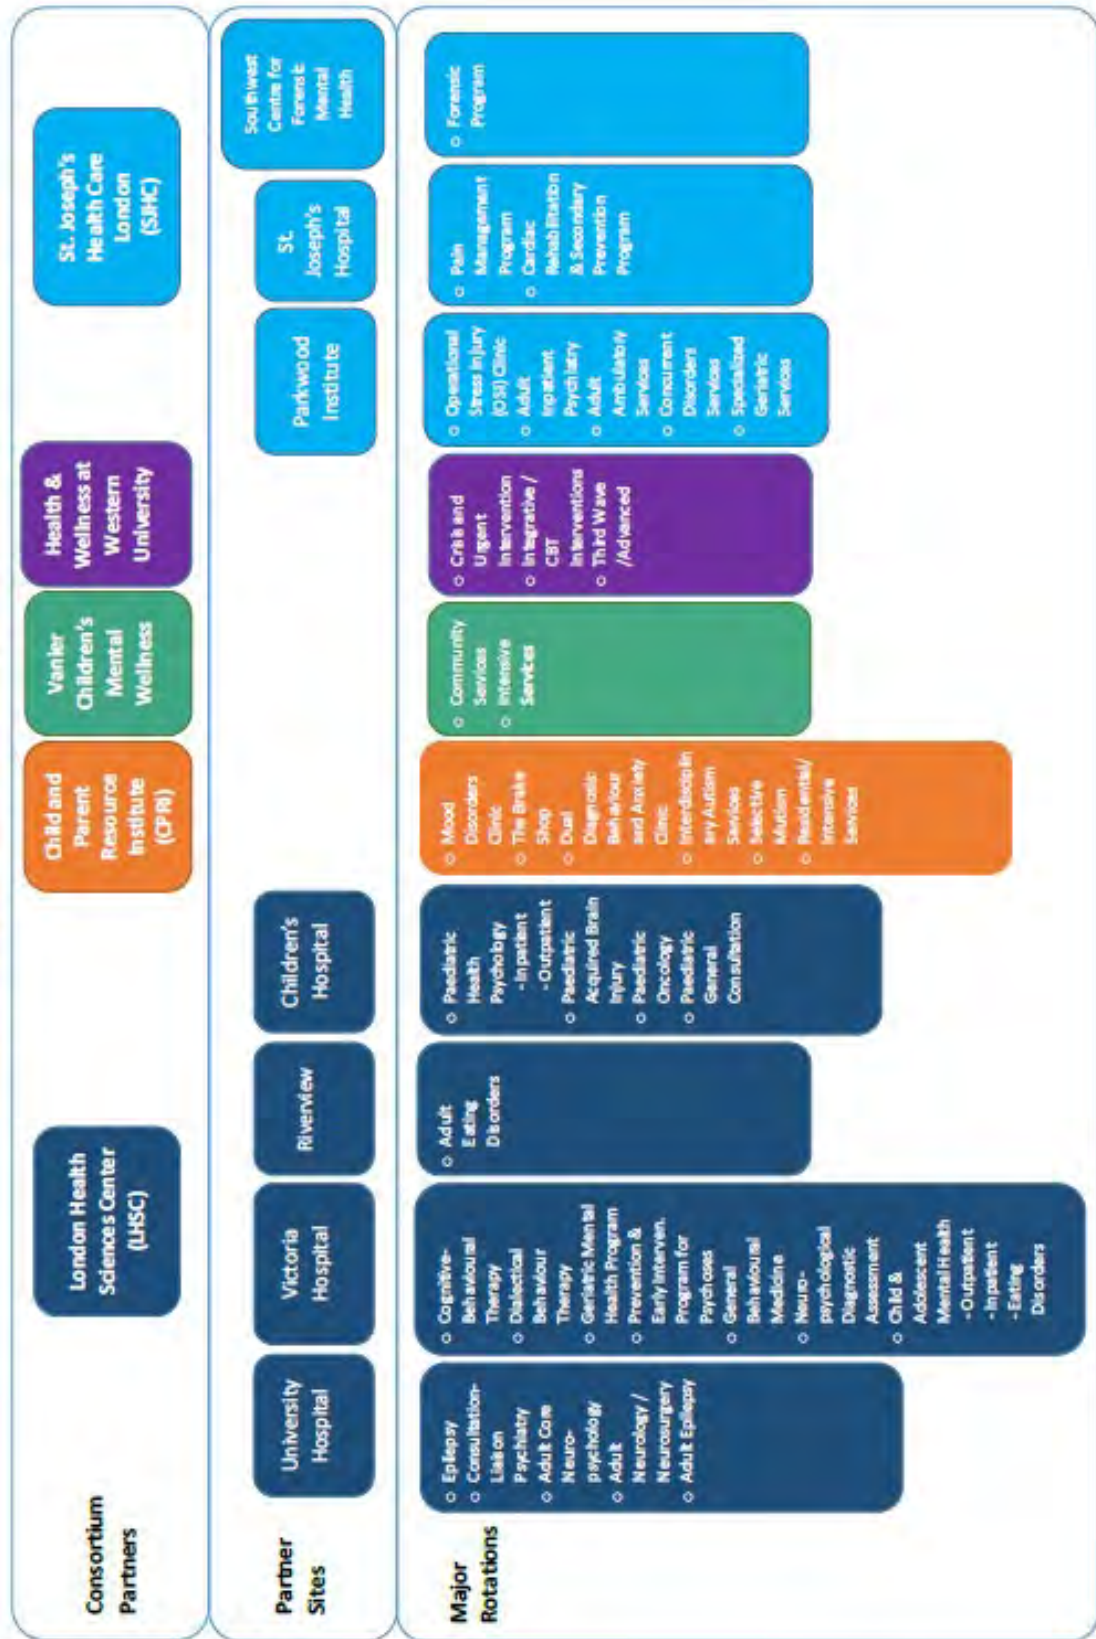 Consortium
Partners
London Health
Sciences Center
(LHSC)
Child and
Parent
Resource
Institute
(CPRI)
Vanier
Children's
Mental
Wellness
Health &
Wellness at
Western
University
St. Joseph's
Health Care
London
(SJHC)
Partner
Sites
University
Hospital
Victoria
Hospital
Riverview
Children's
Hospital
Parkwood
Institute
St.
Joseph's
Hospital
Southwest
Centre for
Forensic
Mental
Health
Major
Rotations
○ Epilepsy
○ Consultation-
Liaison
Psychiatry
○ Adult Core
Neuro-
psychology
○ Adult
Neurology /
Neurosurgery
○ Adult Epilepsy
○ Cognitive-
Behavioural
Therapy
○ Dialectical
Behaviour
Therapy
○ Geriatric Mental
Health Program
○ Prevention &
Early Interven.
Program for
Psychoses
○ General
Behavioural
Medicine
○ Neuro-
psychological
Diagnostic
Assessment
○ Child &
Adolescent
Mental Health
- Outpatient
- Inpatient
- Eating
Disorders
○ Adult
Eating
Disorders
○ Paediatric
Health
Psychology
- Inpatient
- Outpatient
○ Paediatric
Acquired Brain
Injury
○ Paediatric
Oncology
○ Paediatric
General
Consultation
○ Mood
Disorders
Clinic
○ The Brake
Shop
○ Dual
Diagnosis
Behaviour
and Anxiety
Clinic
○ Interdisciplin
ary Autism
Services
○ Selective
Mutism
○ Residential/
Intensive
Services
○ Community
Services
○ Intensive
Services
○ Crisis and
Urgent
Intervention
○ Integrative /
CBT
Interventions
○ Third Wave
/Advanced
○ Operational
Stress Injury
(OSI) Clinic
○ Adult
Inpatient
Psychiatry
○ Adult
Ambulatory
Services
○ Concurrent
Disorders
Services
○ Specialized
Geriatric
Services
○ Pain
Management
Program
○ Cardiac
Rehabilitation
& Secondary
Prevention
Program
○ Forensic
Program